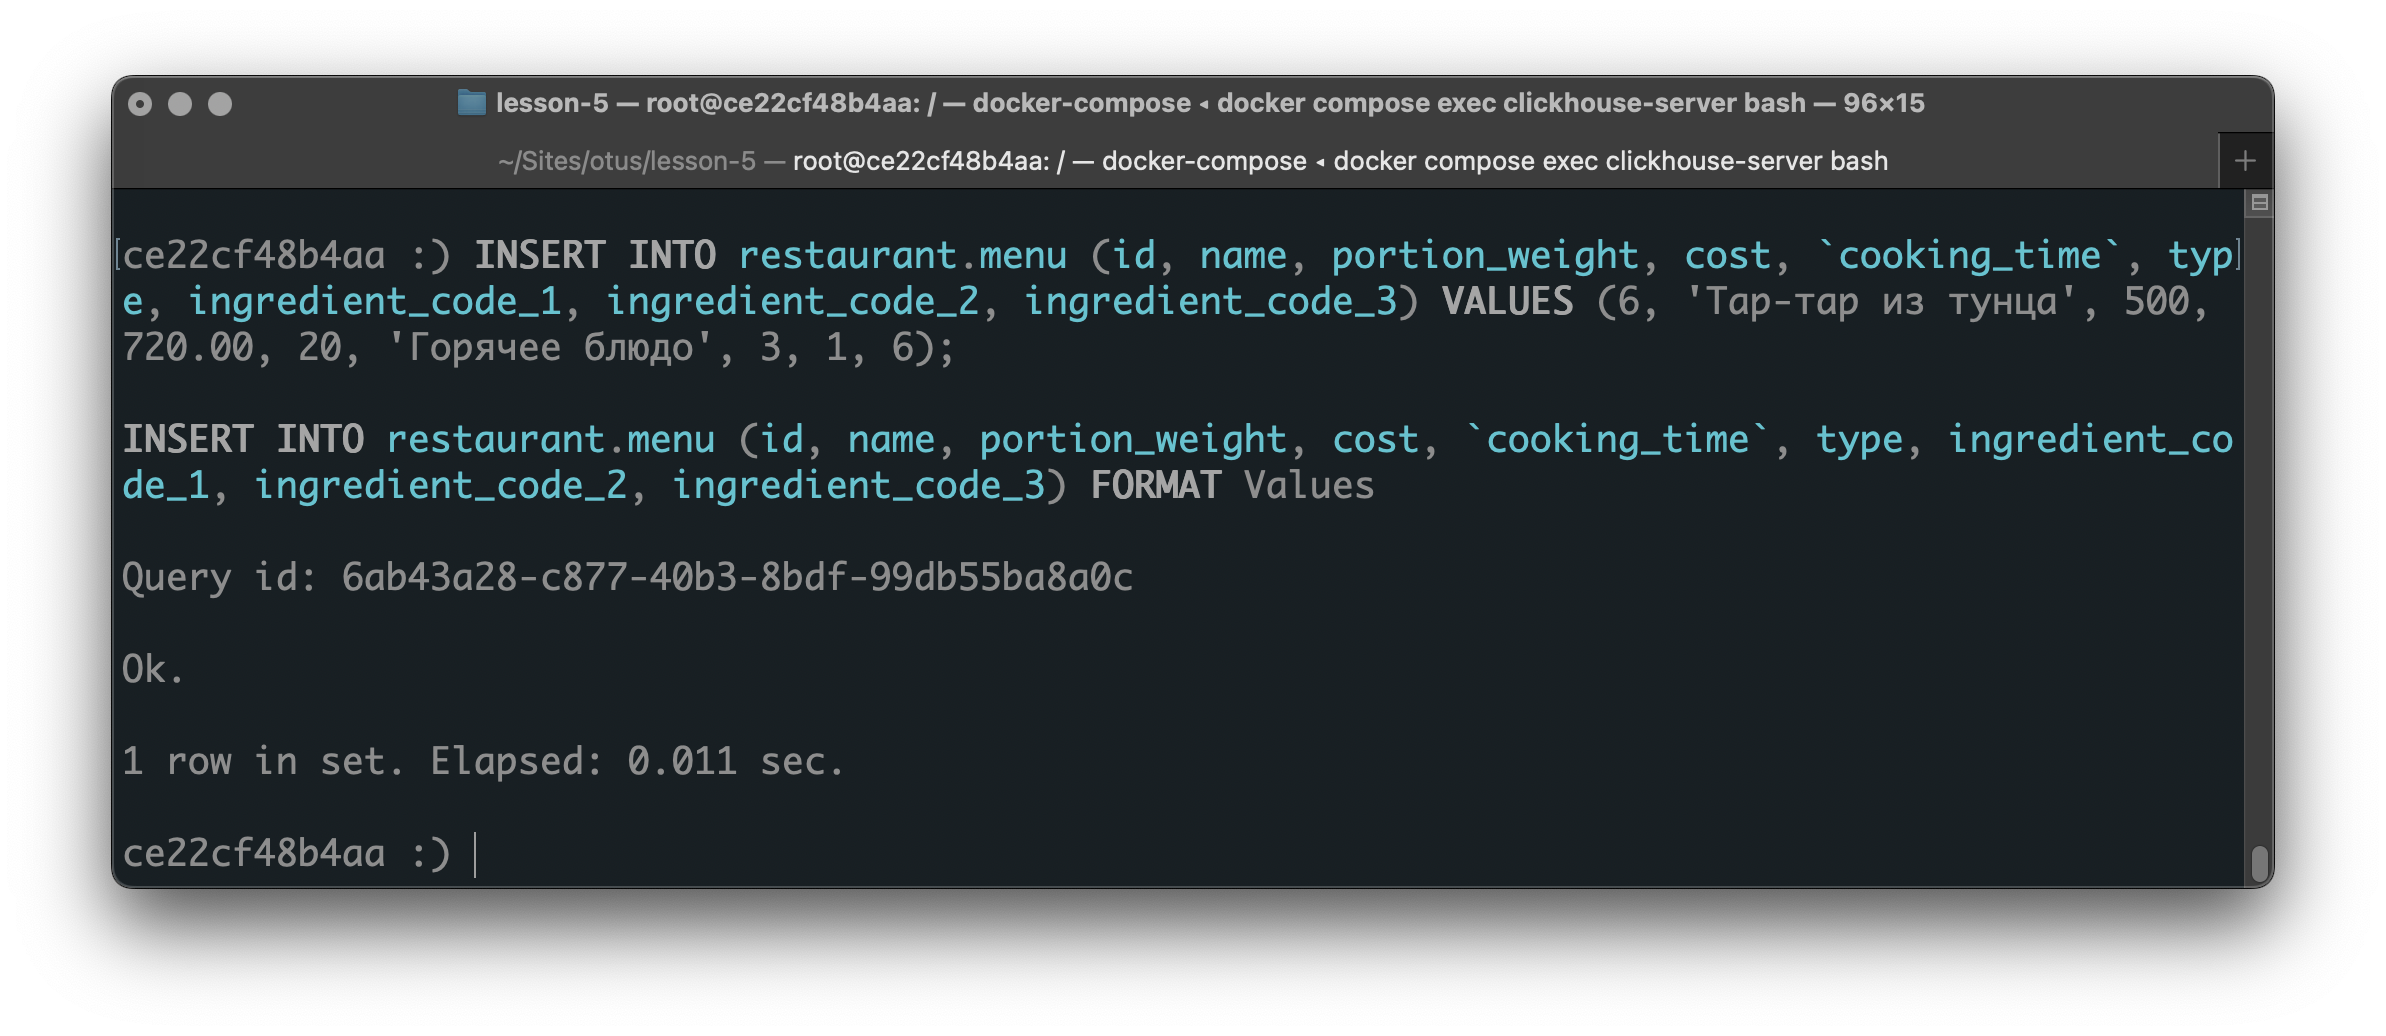 lesson-5 — root@ce22cf48b4aa: / — docker-compose ◂ docker compose exec clickhouse-server bash — 96×15
~/Sites/otus/lesson-5 — root@ce22cf48b4aa: / — docker-compose ◂ docker compose exec clickhouse-server bash
ce22cf48b4aa :) INSERT INTO restaurant.menu (id, name, portion_weight, cost, `cooking_time`, typ
e, ingredient_code_1, ingredient_code_2, ingredient_code_3) VALUES (6, 'Тар-тар из тунца', 500,
720.00, 20, 'Горячее блюдо', 3, 1, 6);
INSERT INTO restaurant.menu (id, name, portion_weight, cost, `cooking_time`, type, ingredient_co
de_1, ingredient_code_2, ingredient_code_3) FORMAT Values
Query id: 6ab43a28-c877-40b3-8bdf-99db55ba8a0c
Ok.
1 row in set. Elapsed: 0.011 sec.
ce22cf48b4aa :)